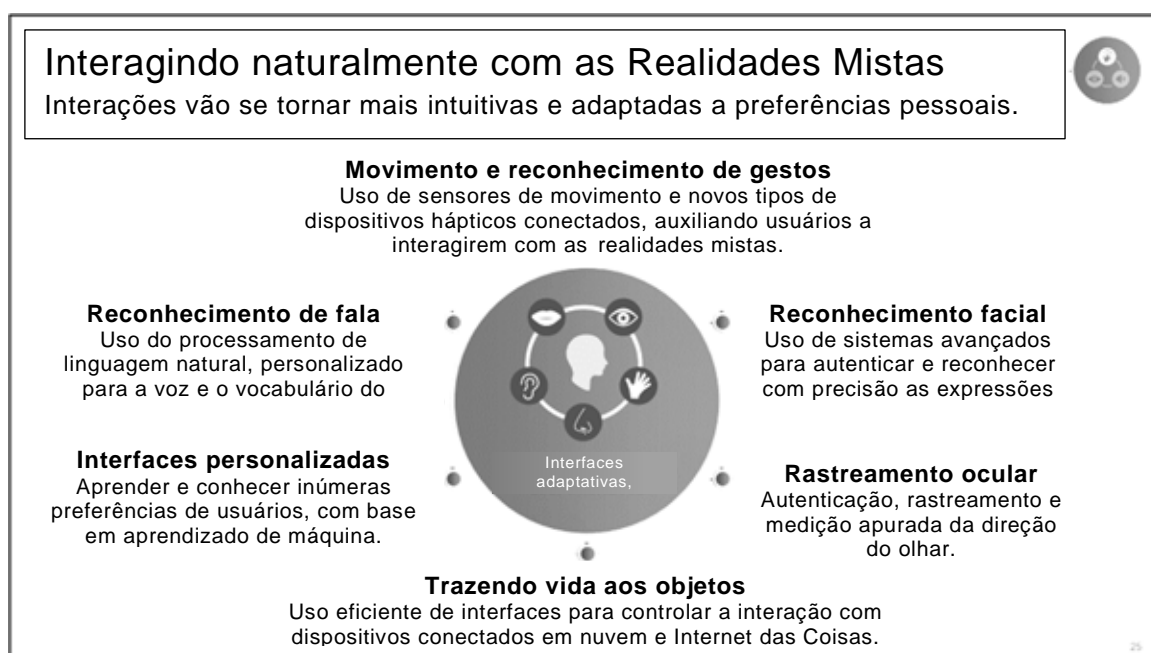 Interagindo naturalmente com as Realidades Mistas
Interações vão se tornar mais intuitivas e adaptadas a preferências pessoais.
Movimento e reconhecimento de gestos
Uso de sensores de movimento e novos tipos de
dispositivos hápticos conectados, auxiliando usuários a
interagirem com as realidades mistas.
Reconhecimento de fala
Uso do processamento de
linguagem natural, personalizado
para a voz e o vocabulário do
Reconhecimento facial
Uso de sistemas avançados
para autenticar e reconhecer
com precisão as expressões
Interfaces personalizadas
Aprender e conhecer inúmeras
preferências de usuários, com base
em aprendizado de máquina.
Interfaces
adaptativas,
Rastreamento ocular
Autenticação, rastreamento e
medição apurada da direção
do olhar.
Trazendo vida aos objetos
Uso eficiente de interfaces para controlar a interação com
dispositivos conectados em nuvem e Internet das Coisas.
25